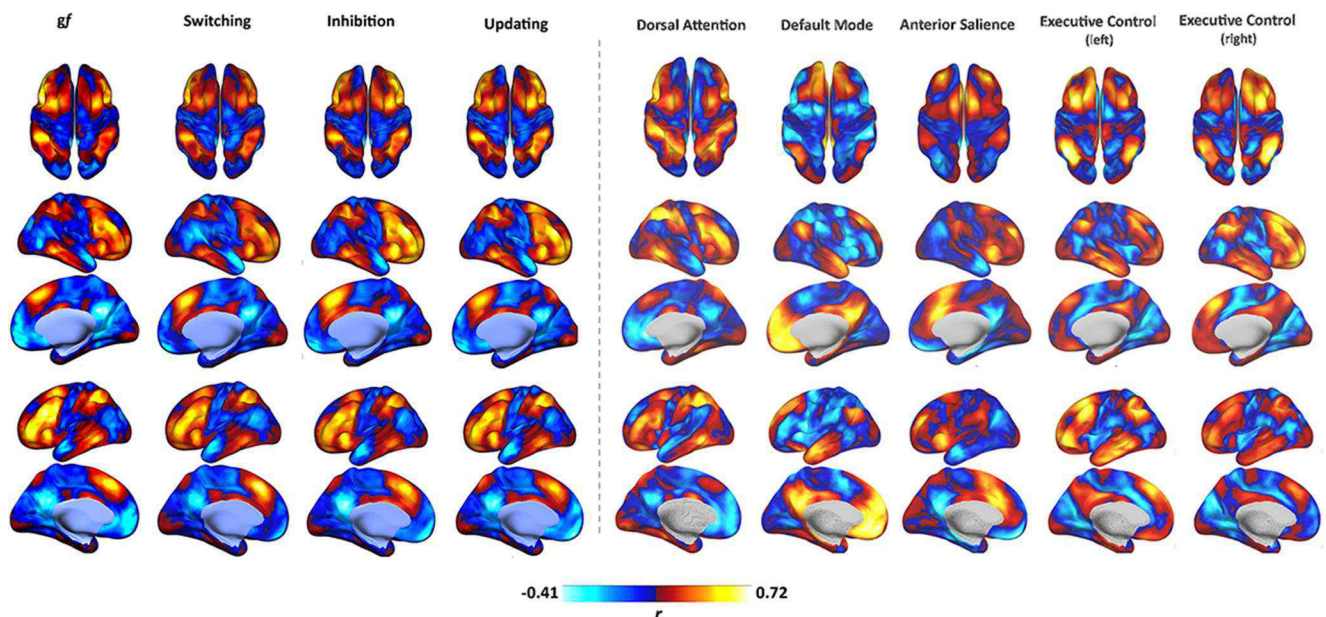 gf
Switching
Inhibition
Updating
Dorsal Attention
Default Mode
Anterior Salience
Executive Control
(left)
Executive Control
(right)
-0.41
0.72
r